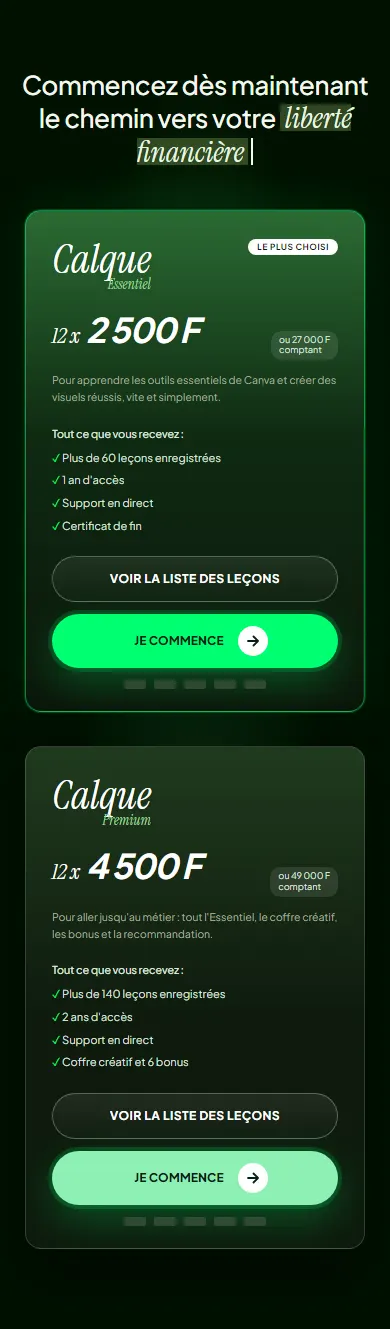 Commencez dès maintenant
le chemin vers votre liberté
financière
Calque
Essentiel
LE PLUS CHOISI
12 x 2 500 F
ou 27 000 F
comptant
Pour apprendre les outils essentiels de Canva et créer des
visuels réussis, vite et simplement.
Tout ce que vous recevez :
✓ Plus de 60 leçons enregistrées
✓ 1 an d'accès
✓ Support en direct
✓ Certificat de fin
VOIR LA LISTE DES LEÇONS
JE COMMENCE →
Calque
Premium
12 x 4 500 F
ou 49 000 F
comptant
Pour aller jusqu'au métier : tout l'Essentiel, le coffre créatif,
les bonus et la recommandation.
Tout ce que vous recevez :
✓ Plus de 140 leçons enregistrées
✓ 2 ans d'accès
✓ Support en direct
✓ Coffre créatif et 6 bonus
VOIR LA LISTE DES LEÇONS
JE COMMENCE →